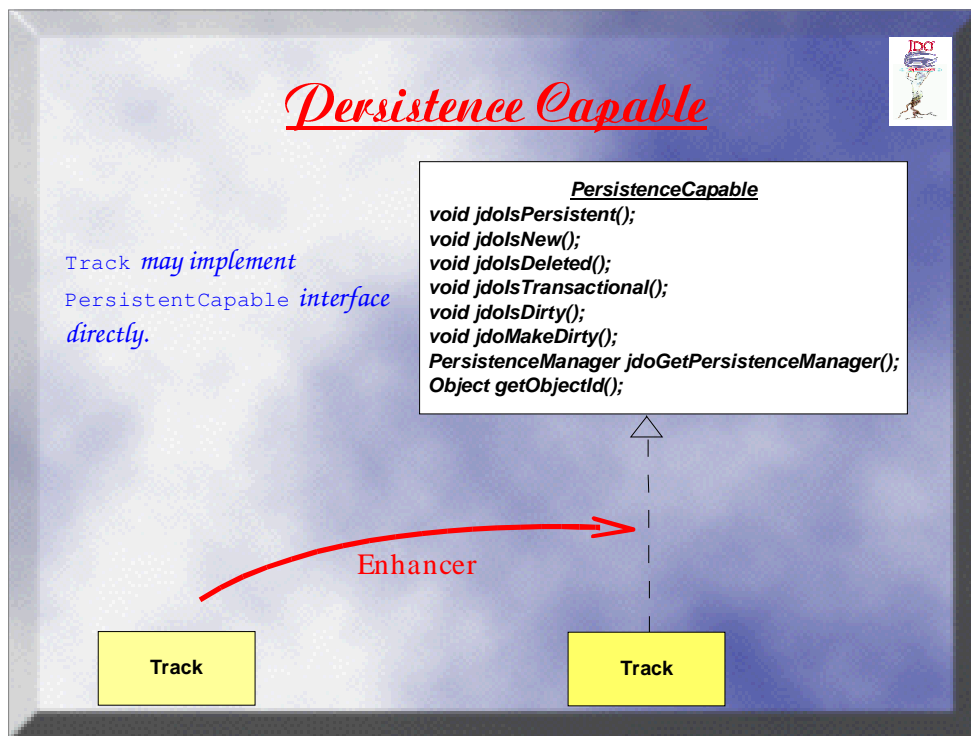 JDO
Persistence Capable
PersistenceCapable
void jdoIsPersistent();
void jdoIsNew();
void jdoIsDeleted();
void jdoIsTransactional();
void jdoIsDirty();
void jdoMakeDirty();
PersistenceManager jdoGetPersistenceManager();
Object getObjectId();
Track may implement
PersistentCapable interface
directly.
Enhancer
Track
Track